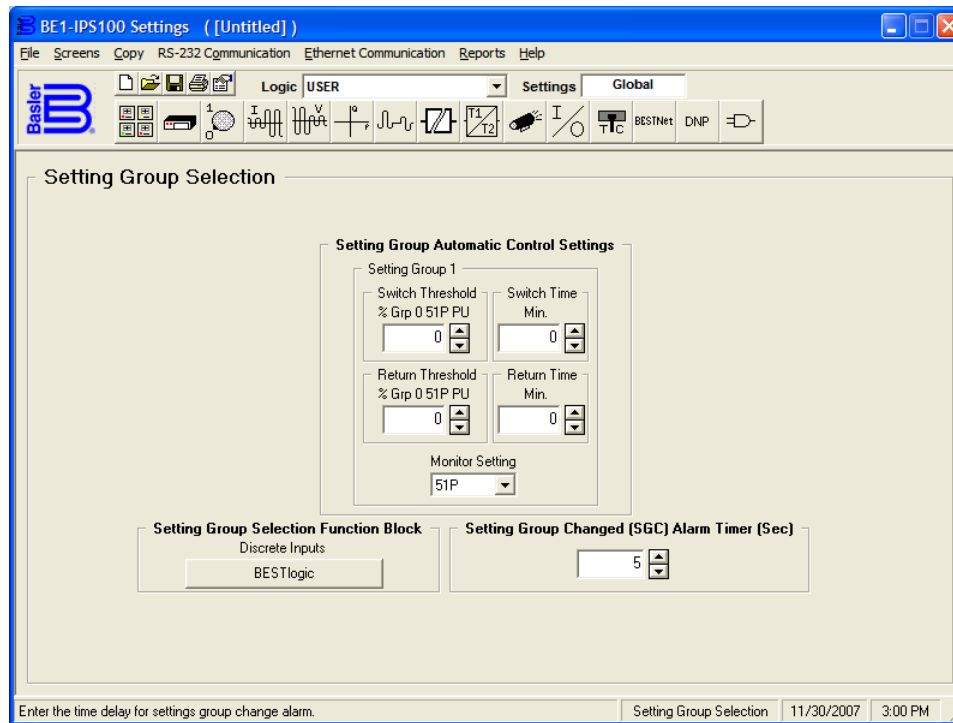 BE1-IPS100 Settings ( [Untitled] )
File Screens Copy RS-232 Communication Ethernet Communication Reports Help
Basler
Logic USER Settings Global
1 0 I V T1 T2 I/O T C BESTNet DNP
Setting Group Selection
Setting Group Automatic Control Settings
Setting Group 1
Switch Threshold Switch Time
% Grp 0 51P PU Min.
0 0
Return Threshold Return Time
% Grp 0 51P PU Min.
0 0
Monitor Setting
51P
Setting Group Selection Function Block Setting Group Changed (SGC) Alarm Timer (Sec)
Discrete Inputs
BESTlogic 5
Enter the time delay for settings group change alarm. Setting Group Selection 11/30/2007 3:00 PM